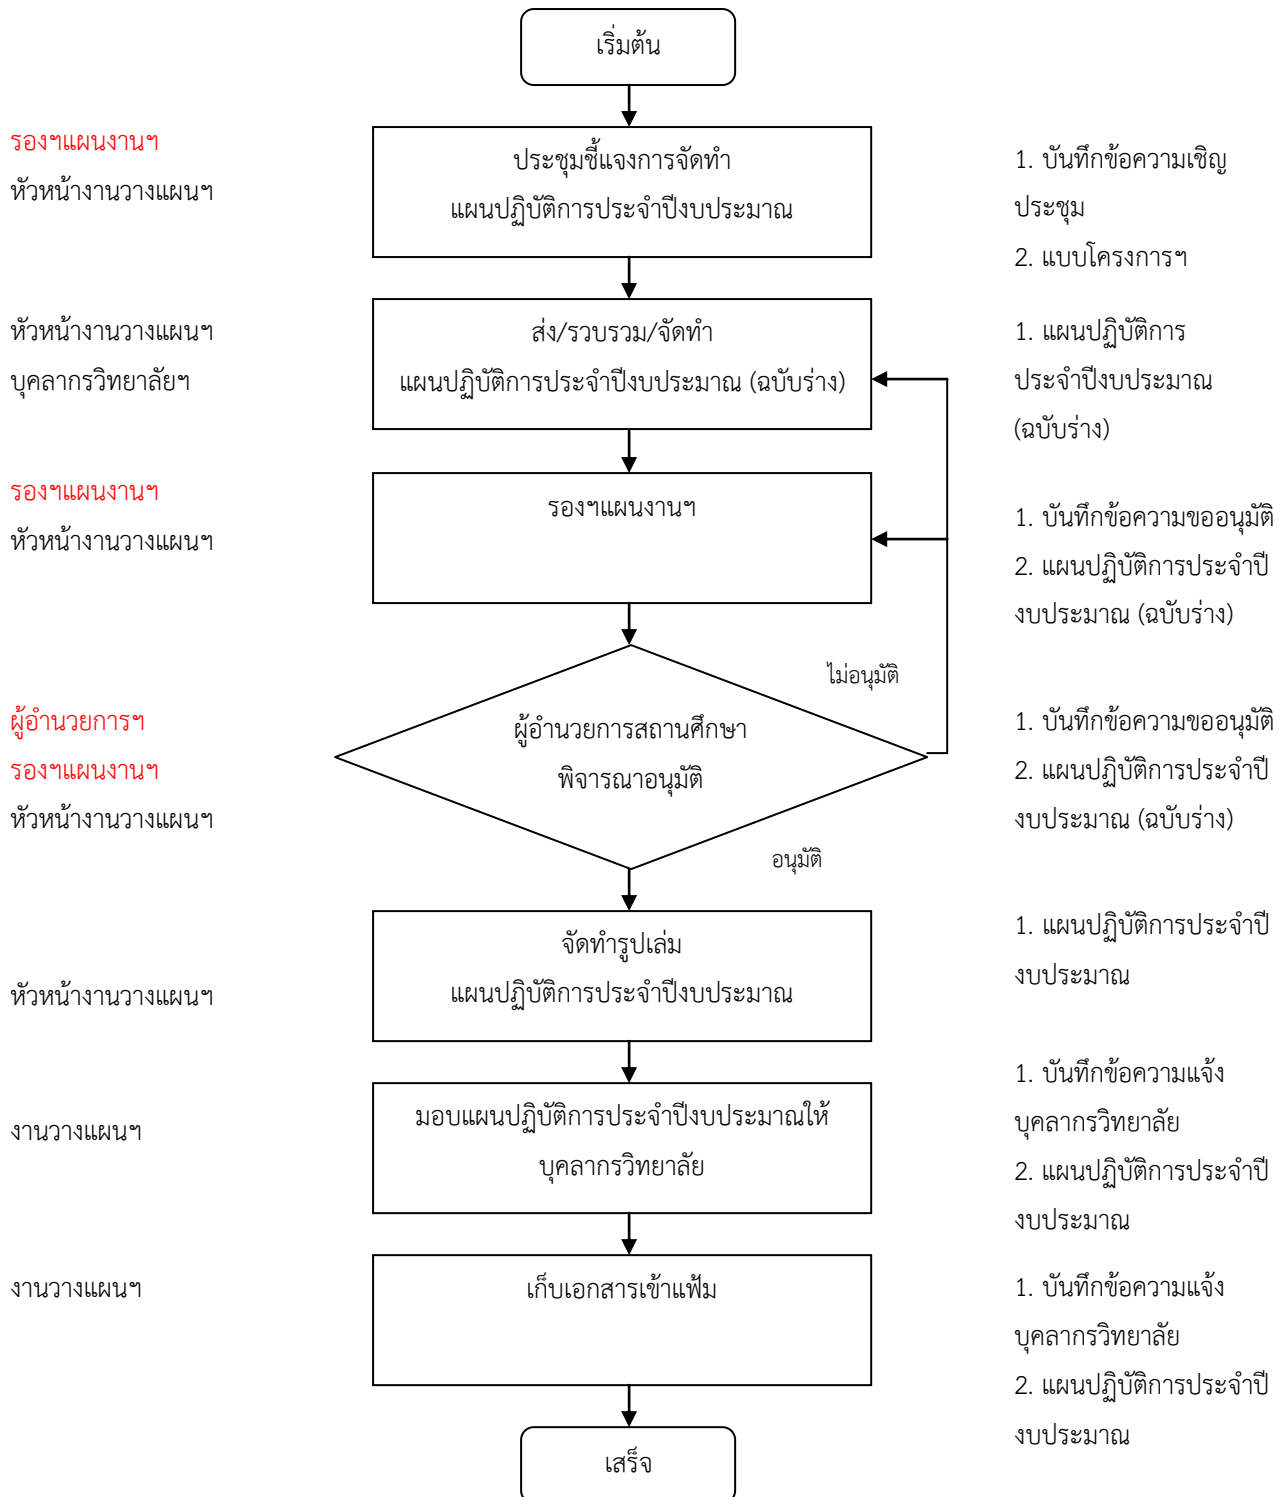 เริ่มต้น
รองฯแผนงานฯ
หัวหน้างานวางแผนฯ
ประชุมชี้แจงการจัดทำ
แผนปฏิบัติการประจำปีงบประมาณ
1. บันทึกข้อความเชิญ
ประชุม
2. แบบโครงการฯ
หัวหน้างานวางแผนฯ
บุคลากรวิทยาลัยฯ
ส่ง/รวบรวม/จัดทำ
แผนปฏิบัติการประจำปีงบประมาณ (ฉบับร่าง)
1. แผนปฏิบัติการ
ประจำปีงบประมาณ
(ฉบับร่าง)
รองฯแผนงานฯ
หัวหน้างานวางแผนฯ
รองฯแผนงานฯ
1. บันทึกข้อความขออนุมัติ
2. แผนปฏิบัติการประจำปี
งบประมาณ (ฉบับร่าง)
ไม่อนุมัติ
ผู้อำนวยการฯ
รองฯแผนงานฯ
หัวหน้างานวางแผนฯ
ผู้อำนวยการสถานศึกษา
พิจารณาอนุมัติ
1. บันทึกข้อความขออนุมัติ
2. แผนปฏิบัติการประจำปี
งบประมาณ (ฉบับร่าง)
อนุมัติ
หัวหน้างานวางแผนฯ
จัดทำรูปเล่ม
แผนปฏิบัติการประจำปีงบประมาณ
1. แผนปฏิบัติการประจำปี
งบประมาณ
งานวางแผนฯ
มอบแผนปฏิบัติการประจำปีงบประมาณให้
บุคลากรวิทยาลัย
1. บันทึกข้อความแจ้ง
บุคลากรวิทยาลัย
2. แผนปฏิบัติการประจำปี
งบประมาณ
งานวางแผนฯ
เก็บเอกสารเข้าแฟ้ม
1. บันทึกข้อความแจ้ง
บุคลากรวิทยาลัย
2. แผนปฏิบัติการประจำปี
งบประมาณ
เสร็จ